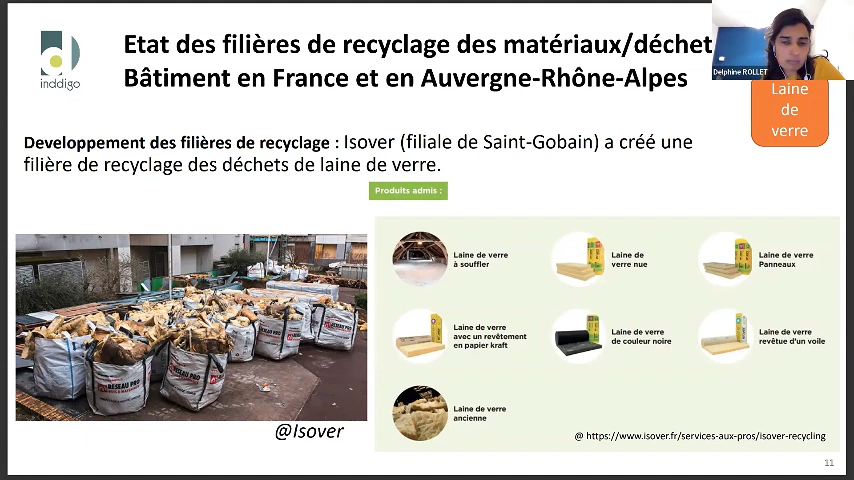 inddigo
Etat des filières de recyclage des matériaux/déchet
Bâtiment en France et en Auvergne-Rhône-Alpes
Delphine ROLLET
Laine
de
verre
Developpement des filières de recyclage : Isover (filiale de Saint-Gobain) a créé une
filière de recyclage des déchets de laine de verre.
Produits admis :
Laine de verre
à souffler
Laine de
verre nue
Laine de verre
Panneaux
Laine de verre
avec un revêtement
en papier kraft
Laine de verre
de couleur noire
Laine de verre
revêtue d'un voile
Laine de verre
ancienne
RÉSEAU PRO
RÉSEAU PRO
@Isover
@ https://www.isover.fr/services-aux-pros/isover-recycling
11